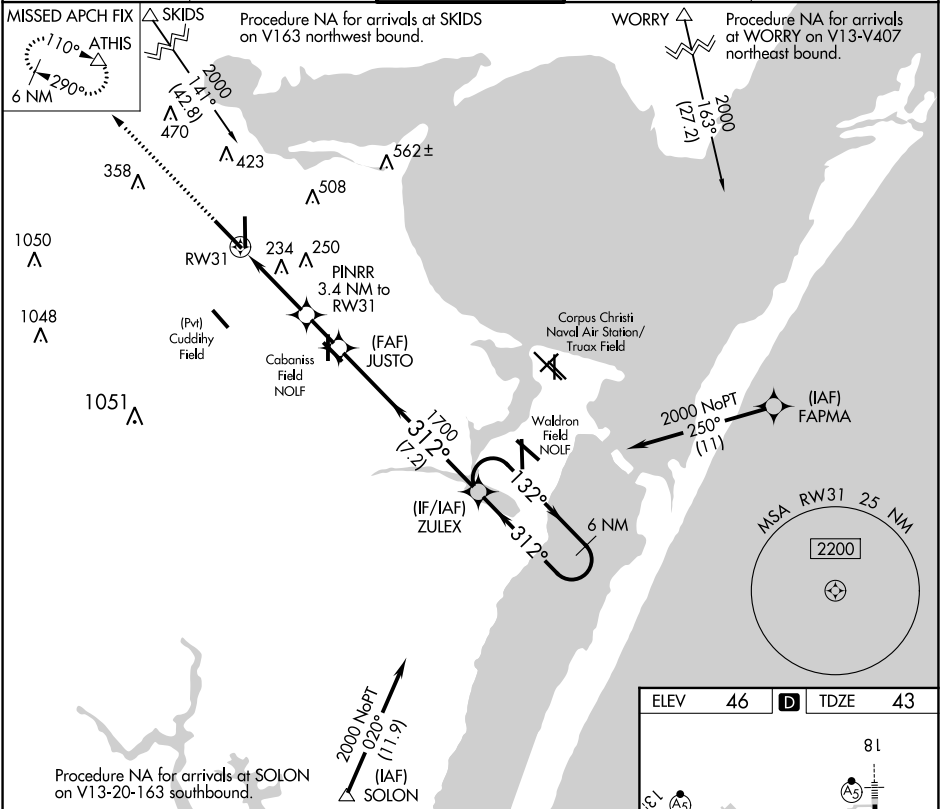 MISSED APCH FIX
110°
ATHIS
290°
6 NM
SKIDS
2000
141°
(42.8)
Procedure NA for arrivals at SKIDS
on V163 northwest bound.
WORRY
Procedure NA for arrivals
at WORRY on V13-V407
northeast bound.
2000
163°
(27.2)
470
423
562±
358
508
1050
RW31
234
250
PINRR
3.4 NM to
RW31
1048
(Pvt)
Cuddihy
Field
Cabaniss
Field
NOLF
(FAF)
JUSTO
Corpus Christi
Naval Air Station/
Truax Field
1051
1700
312°
(7.2)
Waldron
Field
NOLF
2000 NoPT
250°
(11)
(IAF)
FAPMA
132°
(IF/IAF)
ZULEX
312°
6 NM
MSA RW31 25 NM
2200
2000 NoPT
020°
(11.9)
(IAF)
SOLON
Procedure NA for arrivals at SOLON
on V13-20-163 southbound.
ELEV 46 D TDZE 43
18
A5
13
A5